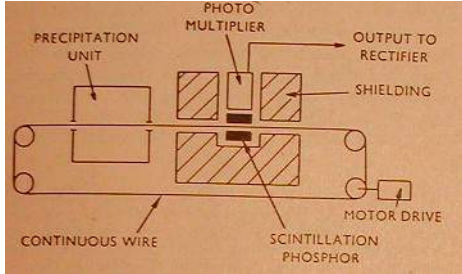 PHOTO
MULTIPLIER
PRECIPITATION
UNIT
OUTPUT TO
RECTIFIER
SHIELDING
MOTOR DRIVE
CONTINUOUS WIRE
SCINTILLATION
PHOSPHOR